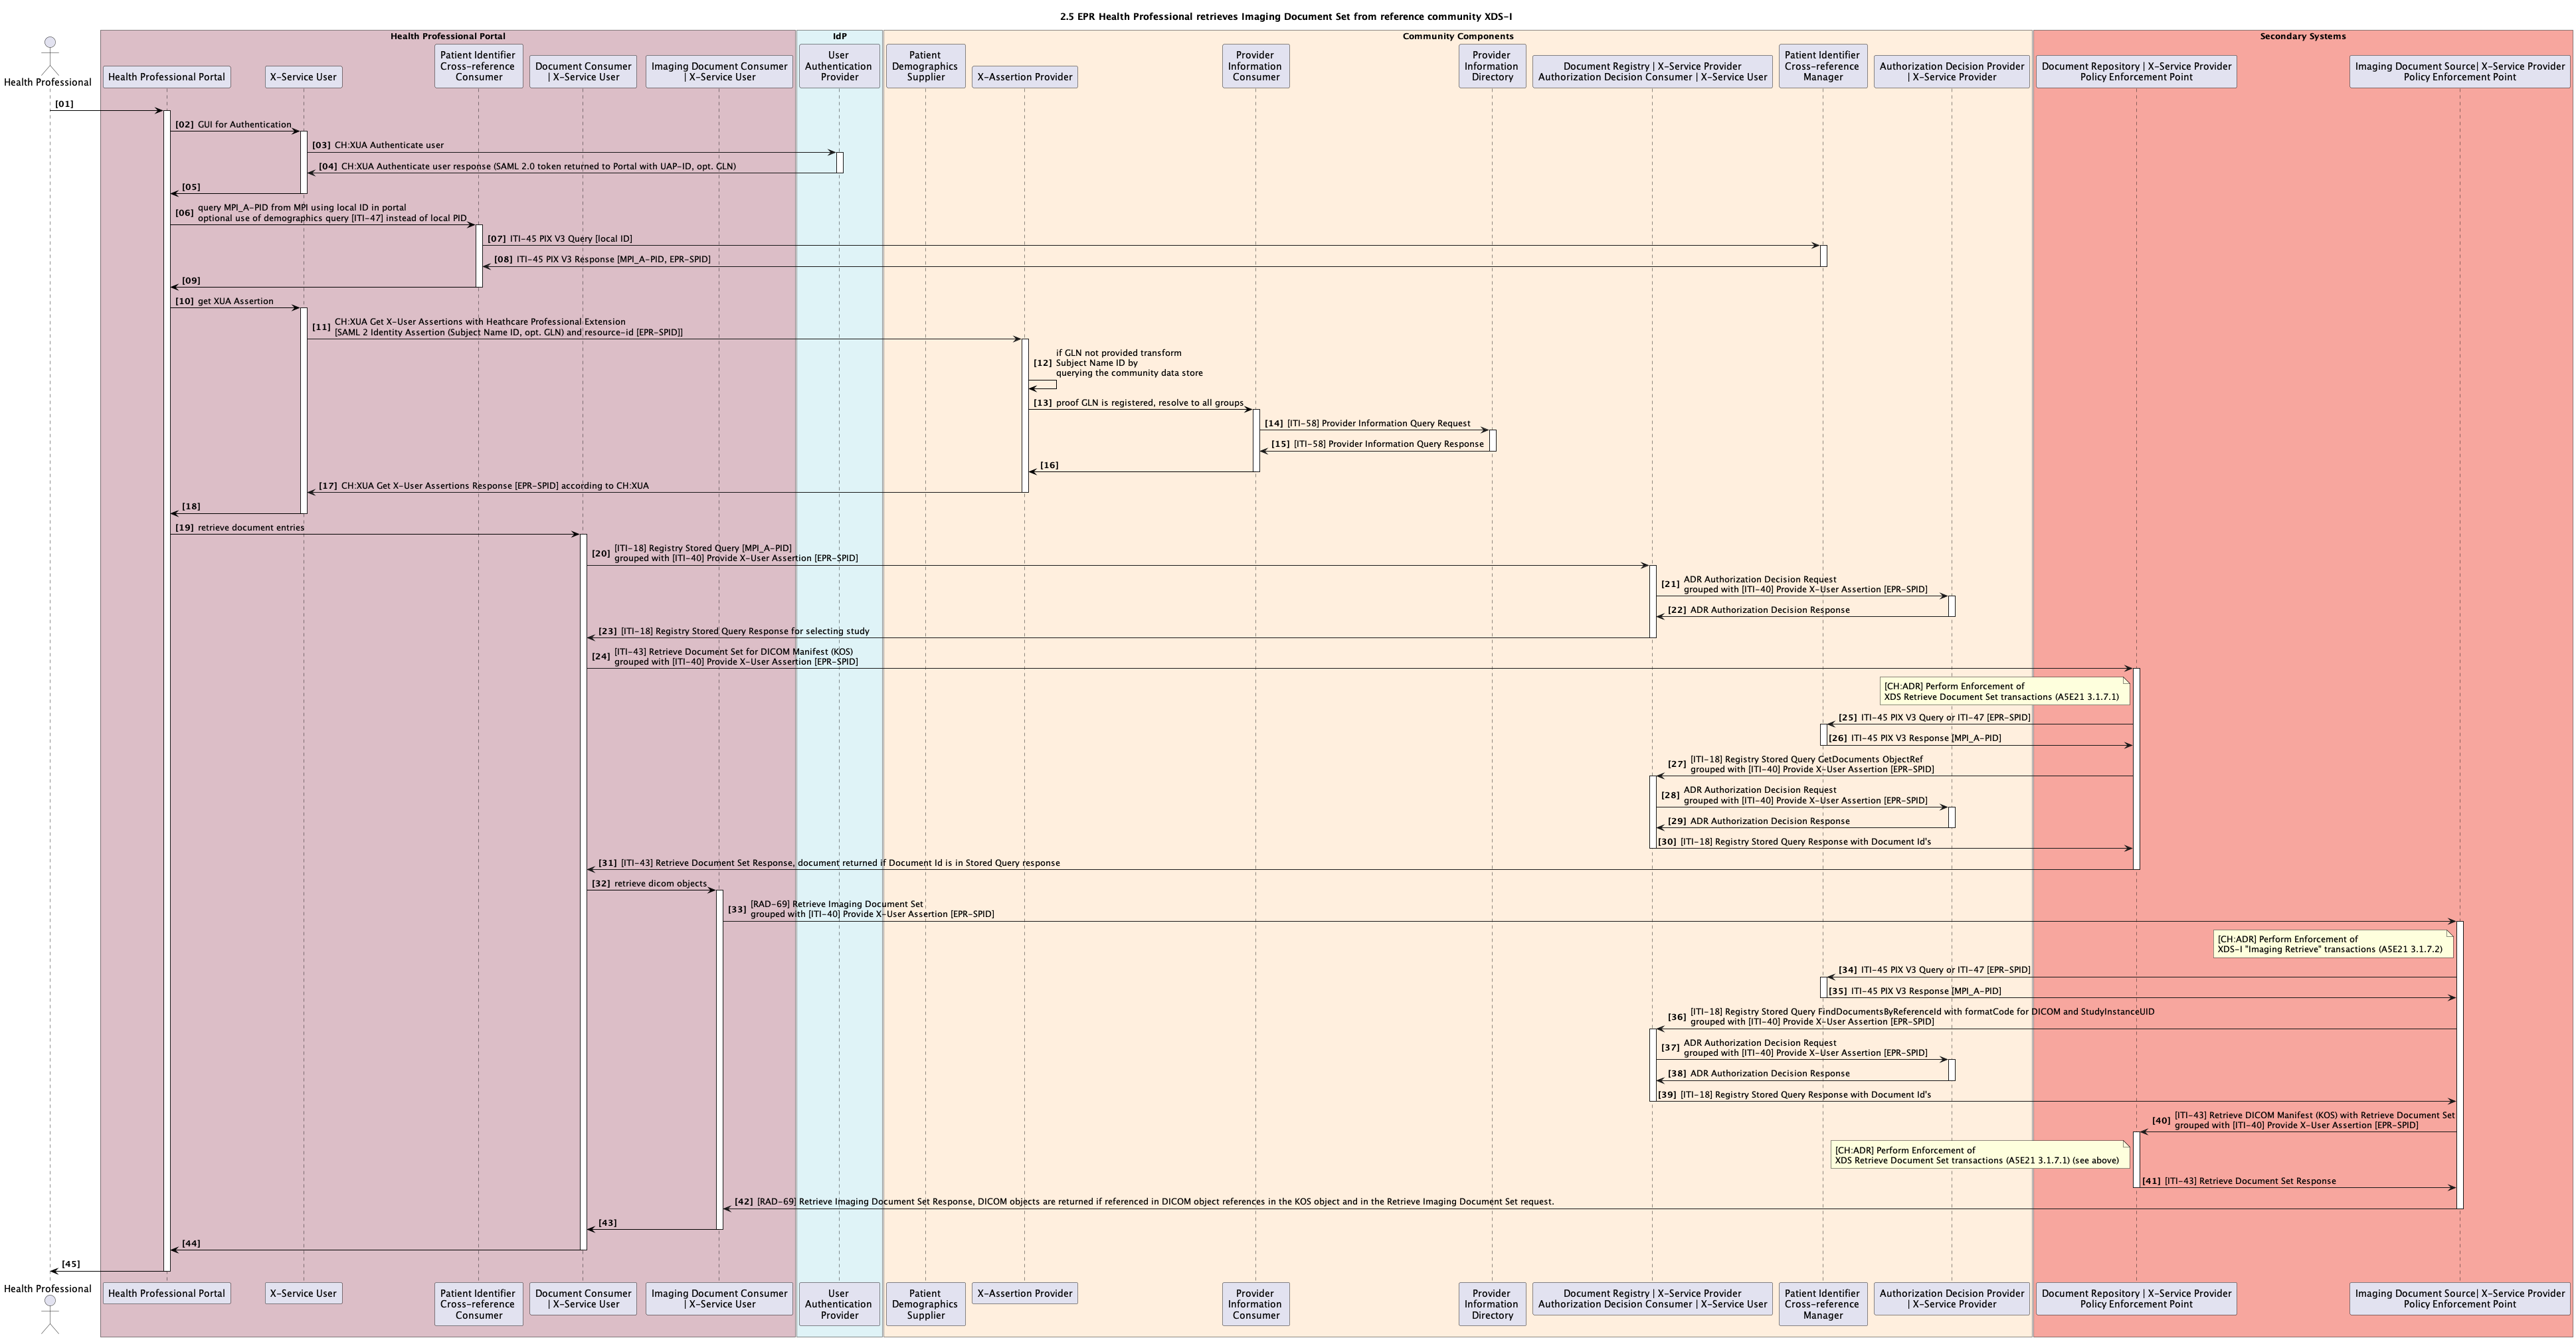 2.5 EPR Health Professional retrieves Imaging Document Set from reference community XDS-I
Health Professional Portal
IdP
Community Components
Secondary Systems
Health Professional
Health Professional Portal
X-Service User
Patient Identifier
Cross-reference
Consumer
Document Consumer
| X-Service User
Imaging Document Consumer
| X-Service User
User
Authentication
Provider
Patient
Demographics
Supplier
X-Assertion Provider
Provider
Information
Consumer
Provider
Information
Directory
Document Registry | X-Service Provider
Authorization Decision Consumer | X-Service User
Patient Identifier
Cross-reference
Manager
Authorization Decision Provider
| X-Service Provider
Document Repository | X-Service Provider
Policy Enforcement Point
Imaging Document Source| X-Service Provider
Policy Enforcement Point
[01]
[02] GUI for Authentication
[03] CH:XUA Authenticate user
[04] CH:XUA Authenticate user response (SAML 2.0 token returned to Portal with UAP-ID, opt. GLN)
[05]
[06] query MPI_A-PID from MPI using local ID in portal
optional use of demographics query [ITI-47] instead of local PID
[07] ITI-45 PIX V3 Query [local ID]
[08] ITI-45 PIX V3 Response [MPI_A-PID, EPR-SPID]
[09]
[10] get XUA Assertion
[11] CH:XUA Get X-User Assertions with Heathcare Professional Extension
[SAML 2 Identity Assertion (Subject Name ID, opt. GLN) and resource-id [EPR-SPID]]
[12] if GLN not provided transform
Subject Name ID by
querying the community data store
[13] proof GLN is registered, resolve to all groups
[14] [ITI-58] Provider Information Query Request
[15] [ITI-58] Provider Information Query Response
[16]
[17] CH:XUA Get X-User Assertions Response [EPR-SPID] according to CH:XUA
[18]
[19] retrieve document entries
[20] [ITI-18] Registry Stored Query [MPI_A-PID]
grouped with [ITI-40] Provide X-User Assertion [EPR-SPID]
[21] ADR Authorization Decision Request
grouped with [ITI-40] Provide X-User Assertion [EPR-SPID]
[22] ADR Authorization Decision Response
[23] [ITI-18] Registry Stored Query Response for selecting study
[24] [ITI-43] Retrieve Document Set for DICOM Manifest (KOS)
grouped with [ITI-40] Provide X-User Assertion [EPR-SPID]
[CH:ADR] Perform Enforcement of
XDS Retrieve Document Set transactions (A5E21 3.1.7.1)
[25] ITI-45 PIX V3 Query or ITI-47 [EPR-SPID]
[26] ITI-45 PIX V3 Response [MPI_A-PID]
[27] [ITI-18] Registry Stored Query GetDocuments ObjectRef
grouped with [ITI-40] Provide X-User Assertion [EPR-SPID]
[28] ADR Authorization Decision Request
grouped with [ITI-40] Provide X-User Assertion [EPR-SPID]
[29] ADR Authorization Decision Response
[30] [ITI-18] Registry Stored Query Response with Document Id's
[31] [ITI-43] Retrieve Document Set Response, document returned if Document Id is in Stored Query response
[32] retrieve dicom objects
[33] [RAD-69] Retrieve Imaging Document Set
grouped with [ITI-40] Provide X-User Assertion [EPR-SPID]
[CH:ADR] Perform Enforcement of
XDS-I "Imaging Retrieve" transactions (A5E21 3.1.7.2)
[34] ITI-45 PIX V3 Query or ITI-47 [EPR-SPID]
[35] ITI-45 PIX V3 Response [MPI_A-PID]
[36] [ITI-18] Registry Stored Query FindDocumentsByReferenceId with formatCode for DICOM and StudyInstanceUID
grouped with [ITI-40] Provide X-User Assertion [EPR-SPID]
[37] ADR Authorization Decision Request
grouped with [ITI-40] Provide X-User Assertion [EPR-SPID]
[38] ADR Authorization Decision Response
[39] [ITI-18] Registry Stored Query Response with Document Id's
[40] [ITI-43] Retrieve DICOM Manifest (KOS) with Retrieve Document Set
grouped with [ITI-40] Provide X-User Assertion [EPR-SPID]
[CH:ADR] Perform Enforcement of
XDS Retrieve Document Set transactions (A5E21 3.1.7.1) (see above)
[41] [ITI-43] Retrieve Document Set Response
[42] [RAD-69] Retrieve Imaging Document Set Response, DICOM objects are returned if referenced in DICOM object references in the KOS object and in the Retrieve Imaging Document Set request.
[43]
[44]
[45]
Health Professional
Health Professional Portal
X-Service User
Patient Identifier
Cross-reference
Consumer
Document Consumer
| X-Service User
Imaging Document Consumer
| X-Service User
User
Authentication
Provider
Patient
Demographics
Supplier
X-Assertion Provider
Provider
Information
Consumer
Provider
Information
Directory
Document Registry | X-Service Provider
Authorization Decision Consumer | X-Service User
Patient Identifier
Cross-reference
Manager
Authorization Decision Provider
| X-Service Provider
Document Repository | X-Service Provider
Policy Enforcement Point
Imaging Document Source| X-Service Provider
Policy Enforcement Point